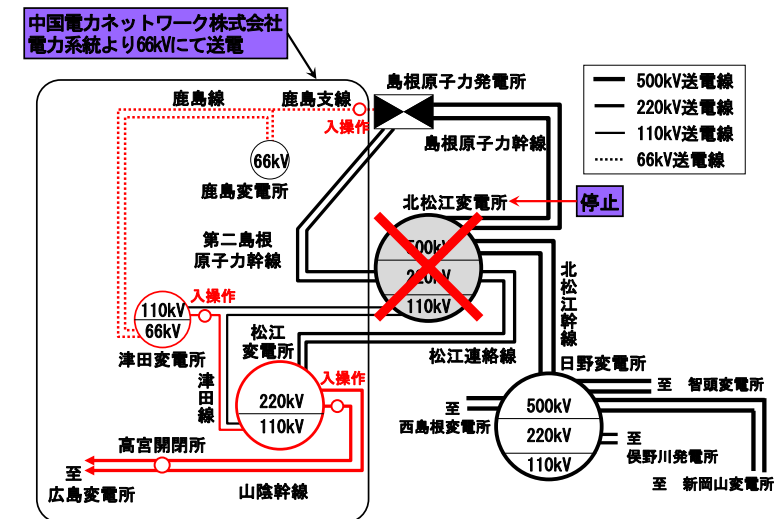 中国電力ネットワーク株式会社
電力系統より66kVにて送電
鹿島線
鹿島支線
島根原子力発電所
入操作
500kV送電線
220kV送電線
110kV送電線
66kV送電線
島根原子力幹線
66kV
鹿島変電所
北松江変電所
停止
第二島根
原子力幹線
500kV
220kV
110kV
北松江幹線
入操作
110kV
66kV
津田変電所
松江
変電所
松江連絡線
日野変電所
津田線
入操作
220kV
110kV
至 智頭変電所
至
西島根変電所
500kV
220kV
110kV
至
俣野川発電所
至 新岡山変電所
高宮開閉所
至
広島変電所
山陰幹線